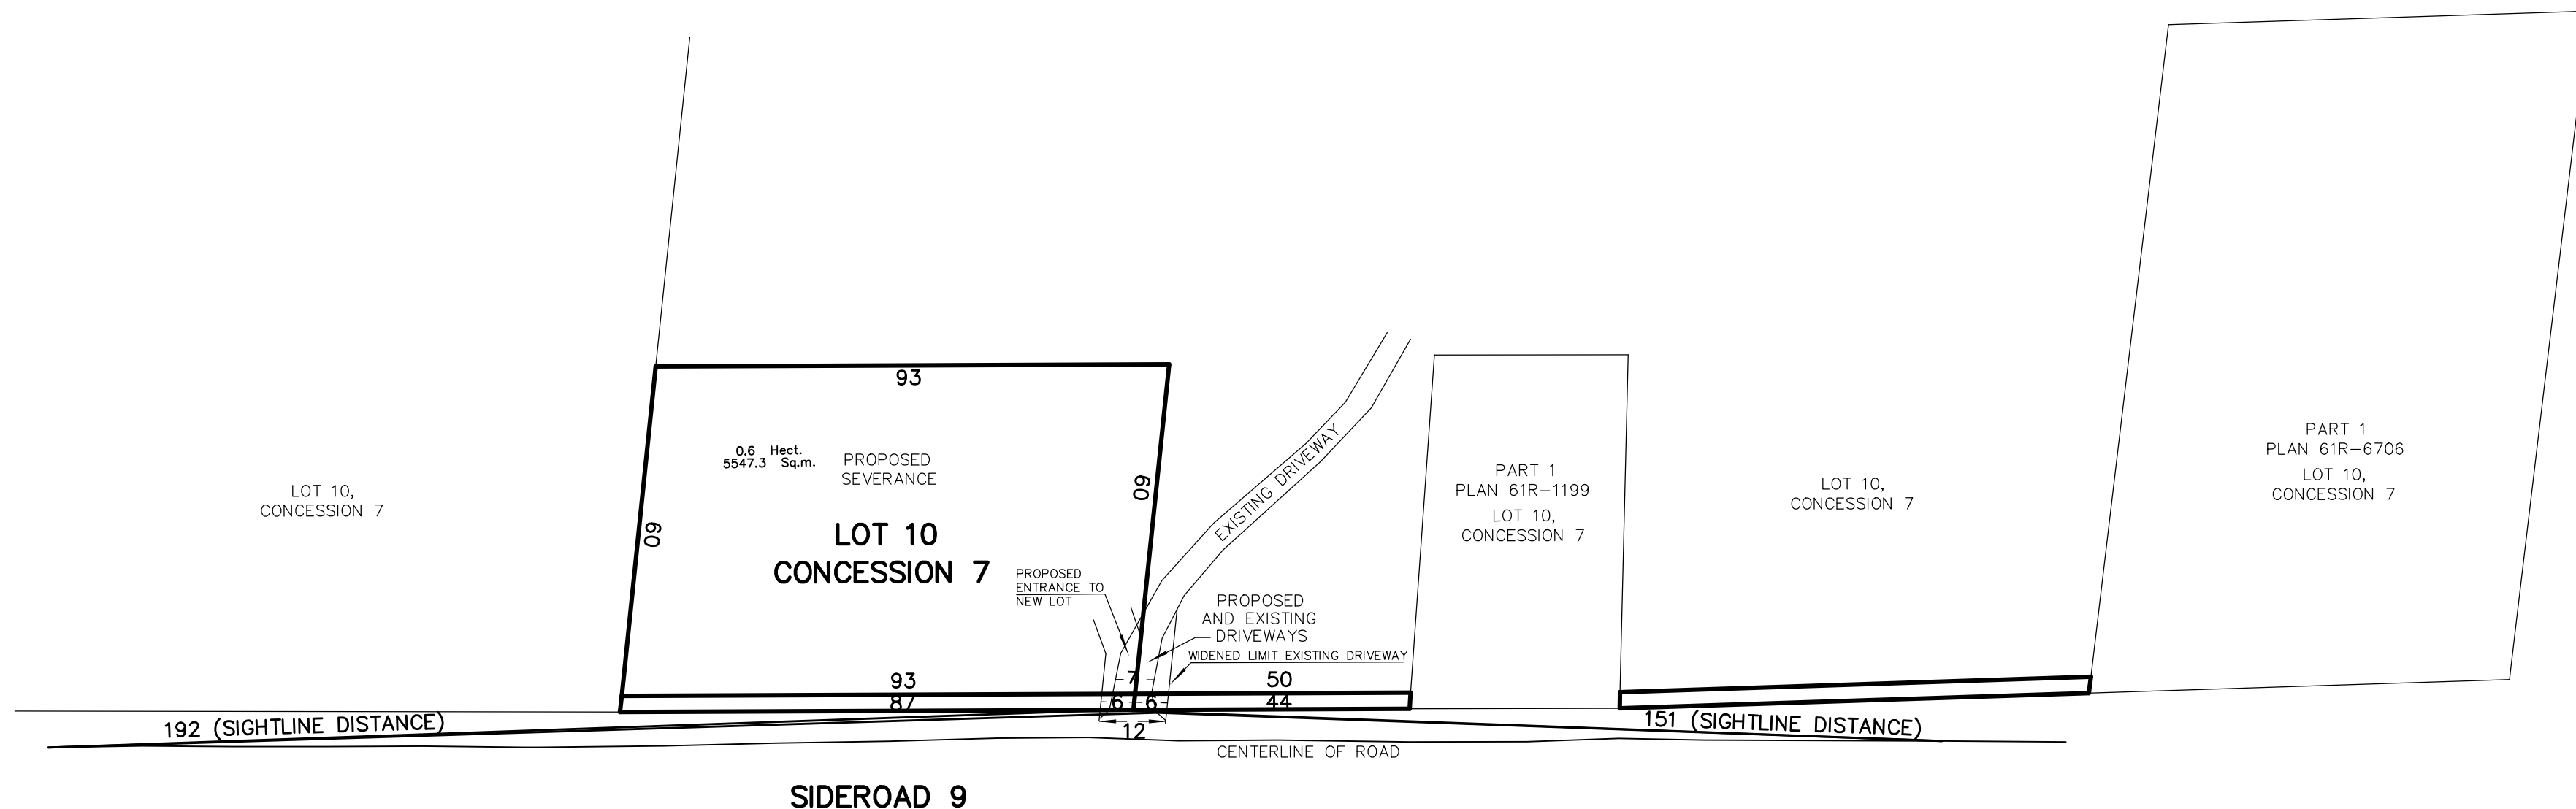 93
0.6 Hect.
5547.3 Sq.m.
PROPOSED
SEVERANCE
LOT 10
CONCESSION 7
60
60
LOT 10,
CONCESSION 7
PROPOSED
ENTRANCE TO
NEW LOT
EXISTING DRIVEWAY
PROPOSED
AND EXISTING
DRIVEWAYS
WIDENED LIMIT EXISTING DRIVEWAY
PART 1
PLAN 61R-1199
LOT 10,
CONCESSION 7
LOT 10,
CONCESSION 7
PART 1
PLAN 61R-6706
LOT 10,
CONCESSION 7
93
7
50
87
6
6
44
192 (SIGHTLINE DISTANCE)
12
151 (SIGHTLINE DISTANCE)
CENTERLINE OF ROAD
SIDEROAD 9